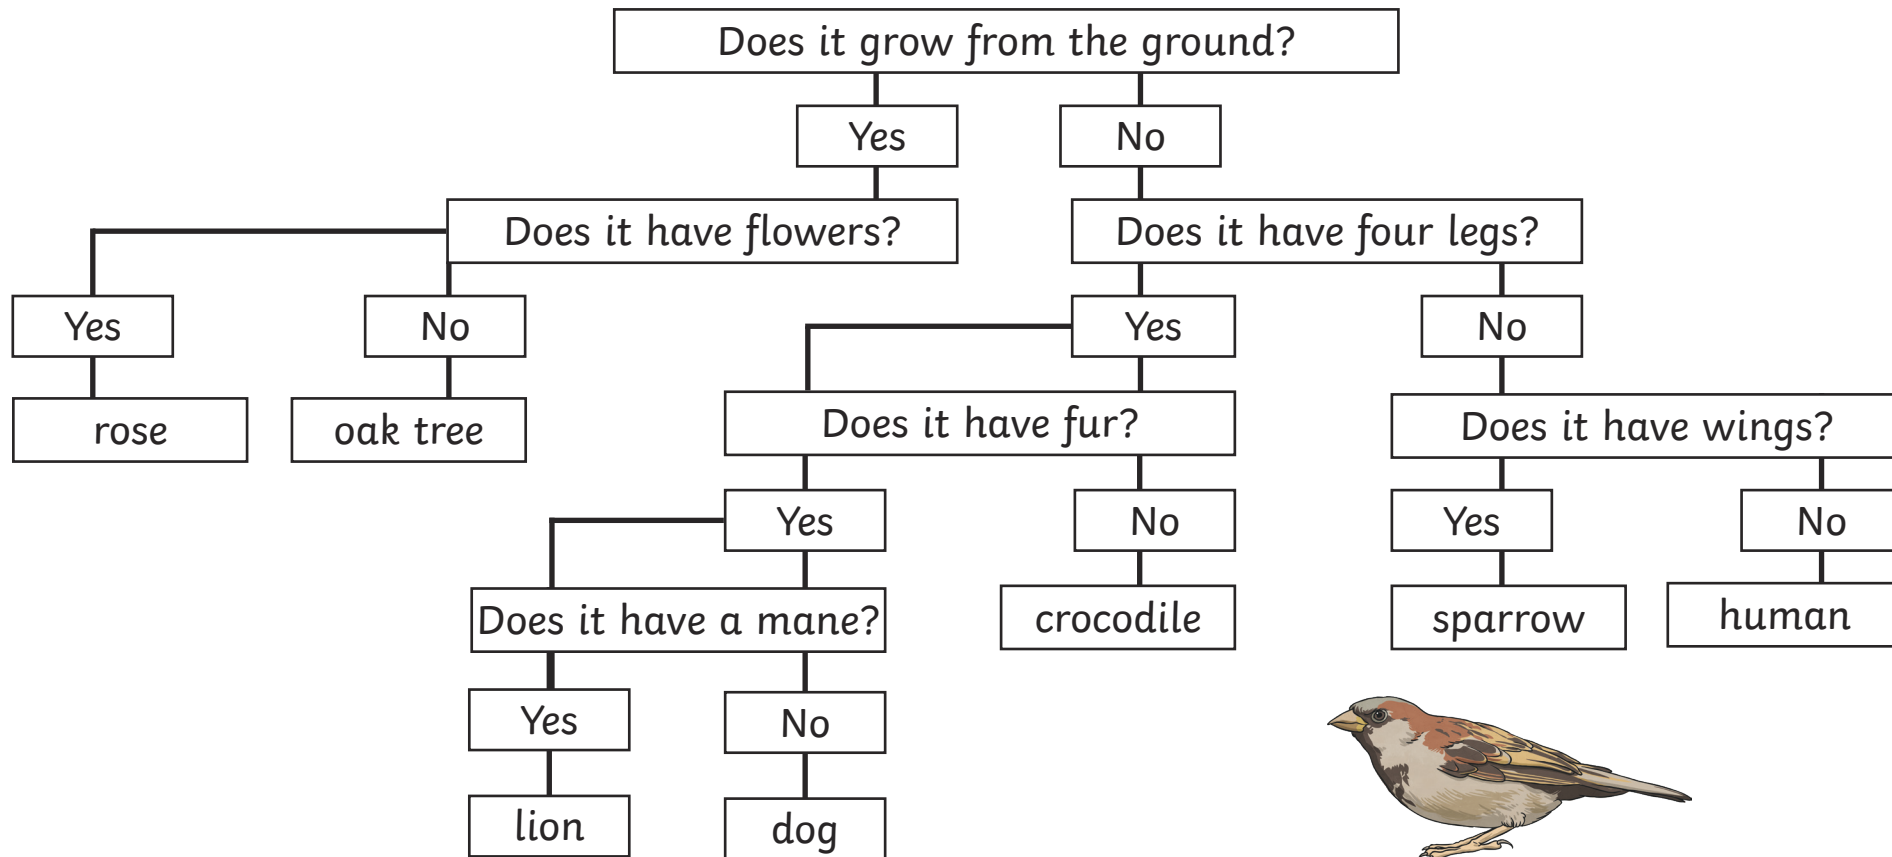 Does it grow from the ground?
Yes
No
Does it have flowers?
Does it have four legs?
Yes
No
Yes
No
rose
oak tree
Does it have fur?
Does it have wings?
Yes
No
Yes
No
Does it have a mane?
crocodile
sparrow
human
Yes
No
lion
dog